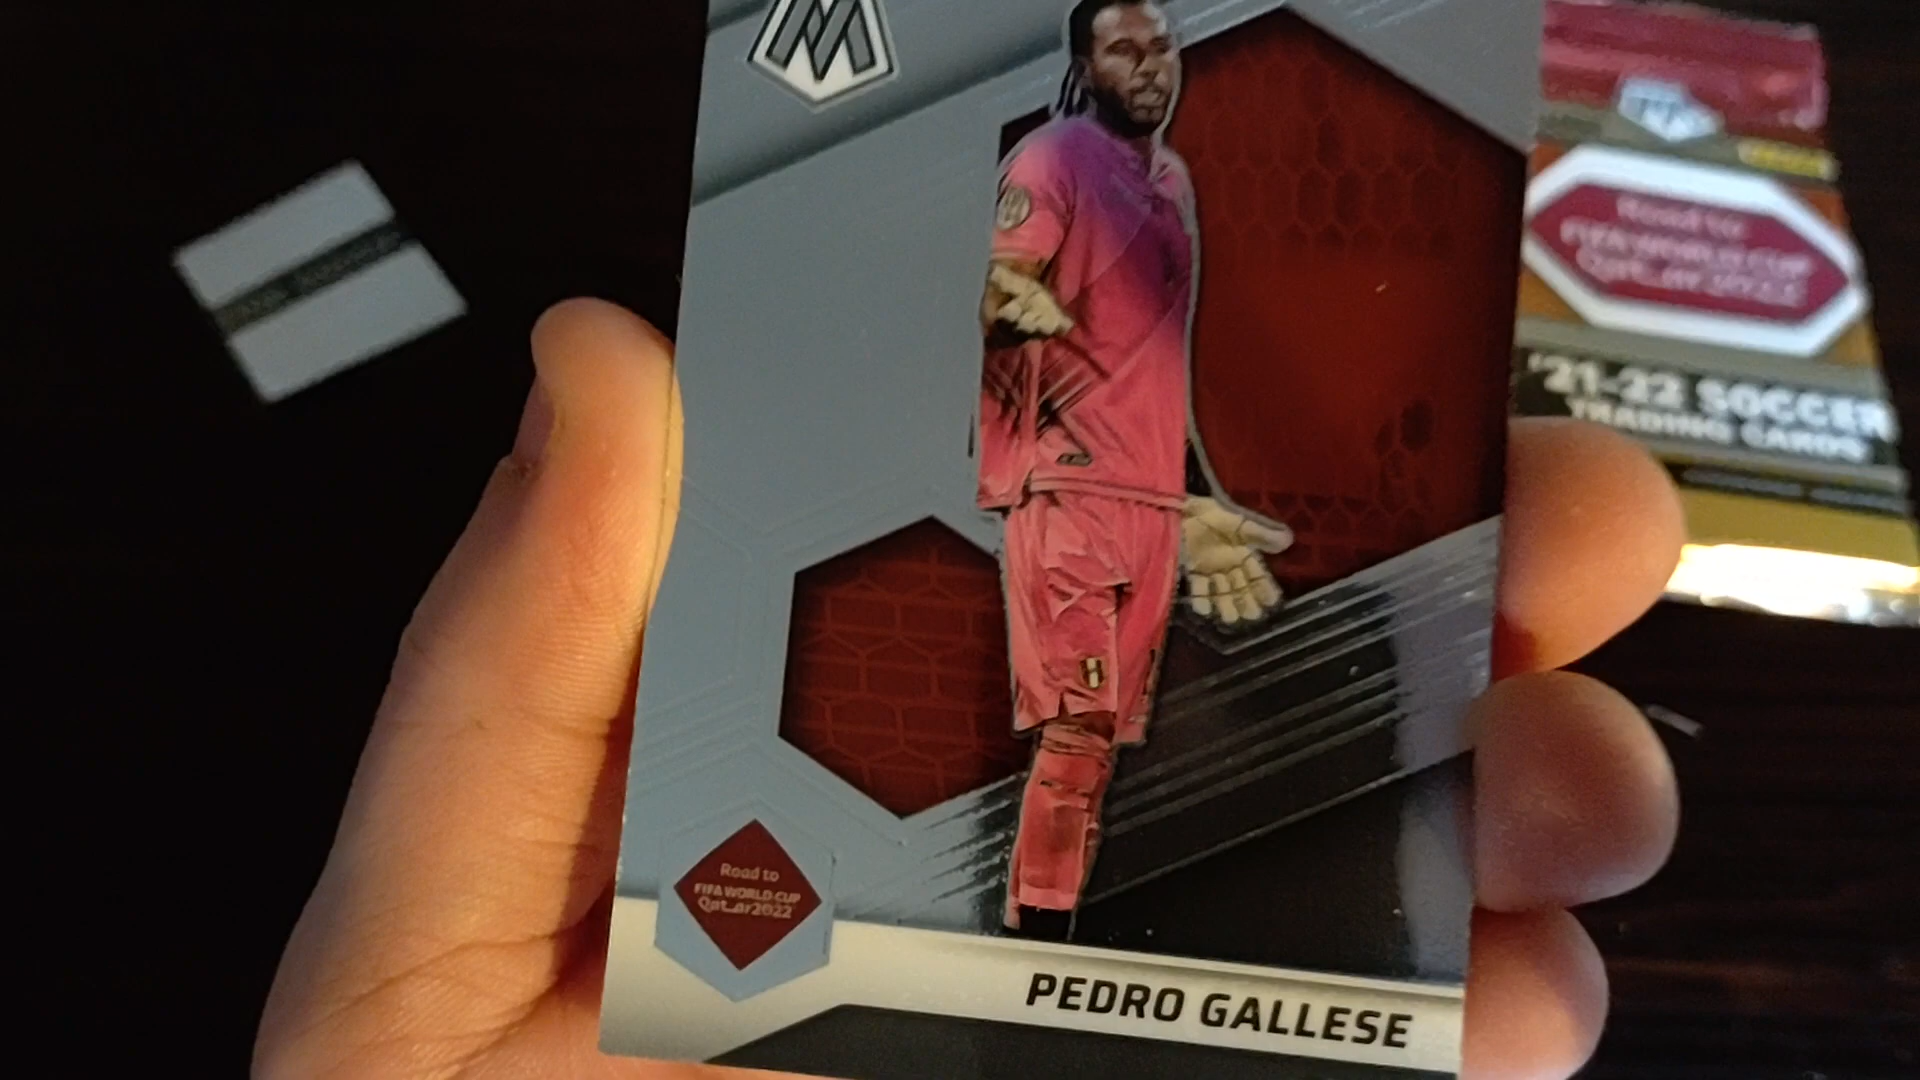 Road to
FIFA WORLD CUP
Qatar2022
PEDRO GALLESE
Road to
FIFA WORLD CUP
Qatar 2022
'21-22 SOCCER
TRADING CARDS